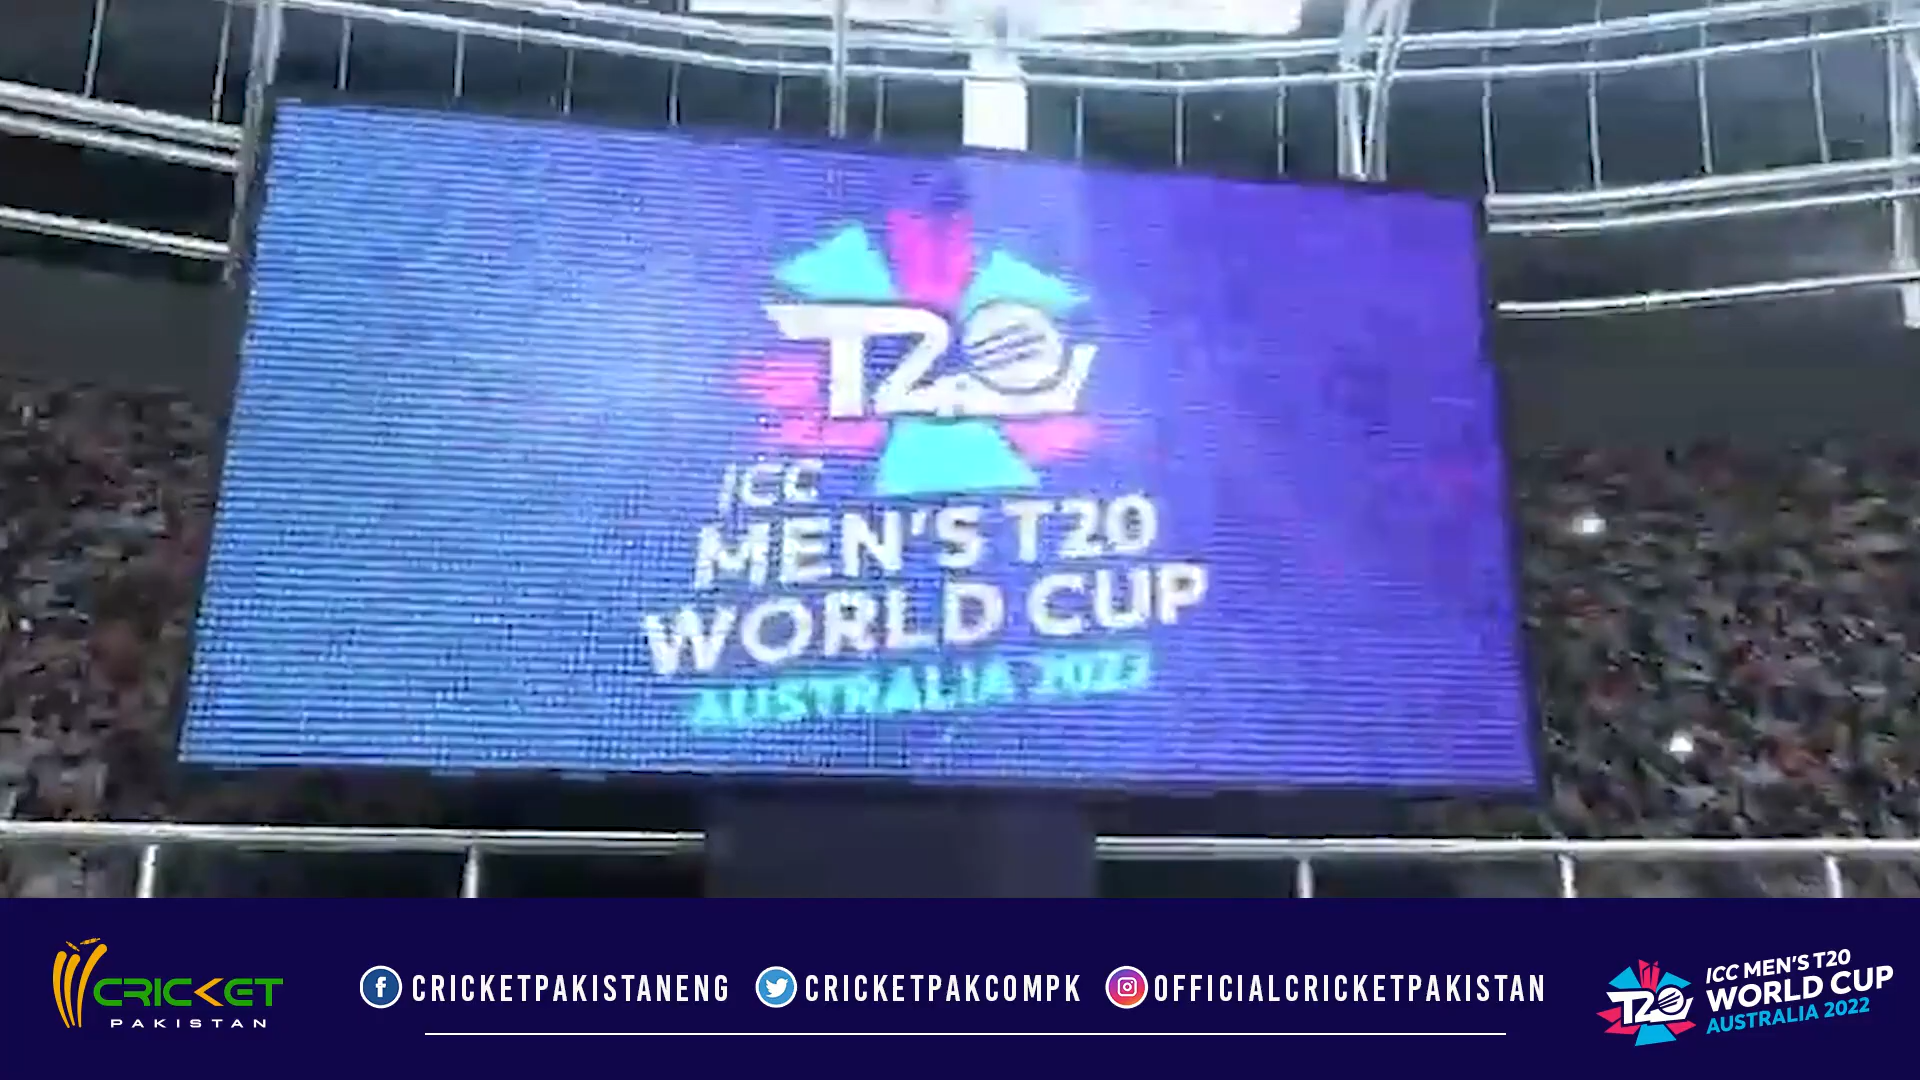 T20
ICC
MEN'S T20
WORLD CUP
AUSTRALIA 2022
CRICKET
PAKISTAN
CRICKETPAKISTANENG
CRICKETPAKCOMPK
OFFICIALCRICKETPAKISTAN
T20
ICC MEN'S T20
WORLD CUP
AUSTRALIA 2022